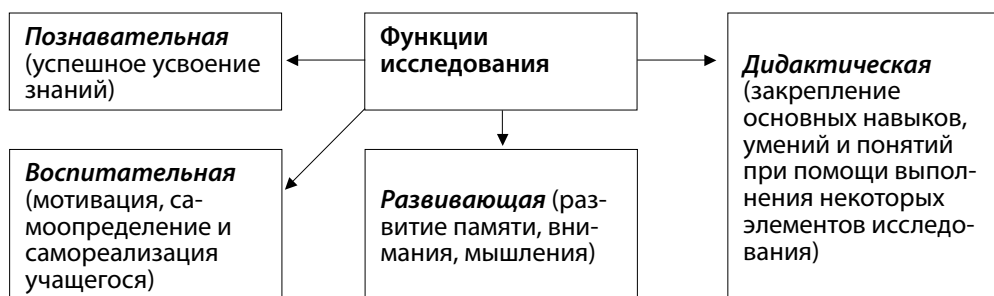 Познавательная
(успешное усвоение
знаний)
Функции
исследования
Дидактическая
(закрепление
основных навыков,
умений и понятий
при помощи выпол-
нения некоторых
элементов исследо-
вания)
Воспитательная
(мотивация, са-
моопределение и
самореализация
учащегося)
Развивающая (раз-
витие памяти, вни-
мания, мышления)